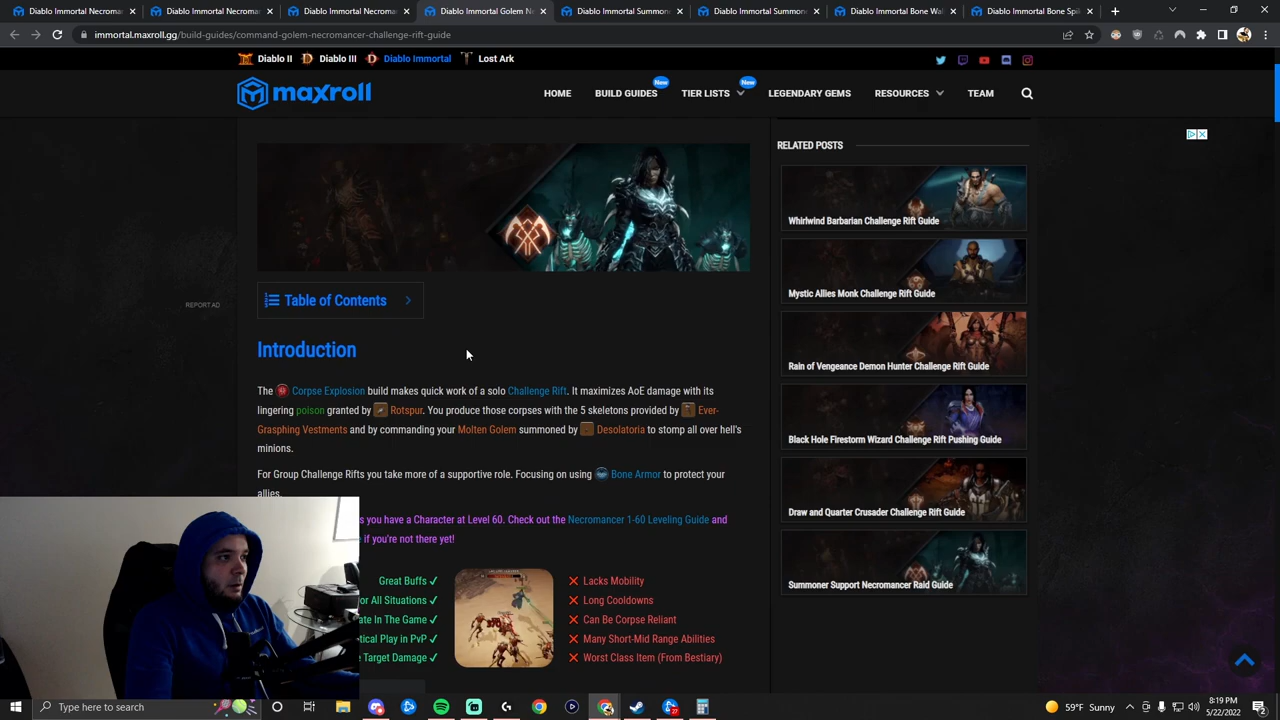 Diablo Immortal Necromar
Diablo Immortal Necromar
Diablo Immortal Necromar
Diablo Immortal Golem Ne
Diablo Immortal Summone
Diablo Immortal Summone
Diablo Immortal Bone Wal
Diablo Immortal Bone Spi
immortal.maxroll.gg/build-guides/command-golem-necromancer-challenge-rift-guide
Diablo II Diablo III Diablo Immortal Lost Ark
maxroll
HOME BUILD GUIDES New TIER LISTS New LEGENDARY GEMS RESOURCES TEAM
REPORT AD
Table of Contents
Introduction
The Corpse Explosion build makes quick work of a solo Challenge Rift. It maximizes AoE damage with its
lingering poison granted by Rotspur. You produce those corpses with the 5 skeletons provided by Ever-
Grasping Vestments and by commanding your Molten Golem summoned by Desolatoria to stomp all over hell's
minions.
For Group Challenge Rifts you take more of a supportive role. Focusing on using Bone Armor to protect your
allies.
s you have a Character at Level 60. Check out the Necromancer 1-60 Leveling Guide and
if you're not there yet!
Great Buffs ✓
or All Situations ✓
ate In The Game ✓
tical Play in PvP ✓
e Target Damage ✓
✕ Lacks Mobility
✕ Long Cooldowns
✕ Can Be Corpse Reliant
✕ Many Short-Mid Range Abilities
✕ Worst Class Item (From Bestiary)
RELATED POSTS
Whirlwind Barbarian Challenge Rift Guide
Mystic Allies Monk Challenge Rift Guide
Rain of Vengeance Demon Hunter Challenge Rift Guide
Black Hole Firestorm Wizard Challenge Rift Pushing Guide
Draw and Quarter Crusader Challenge Rift Guide
Summoner Support Necromancer Raid Guide
Type here to search
27
59°F Sunny
8:19 PM
5/22/2022